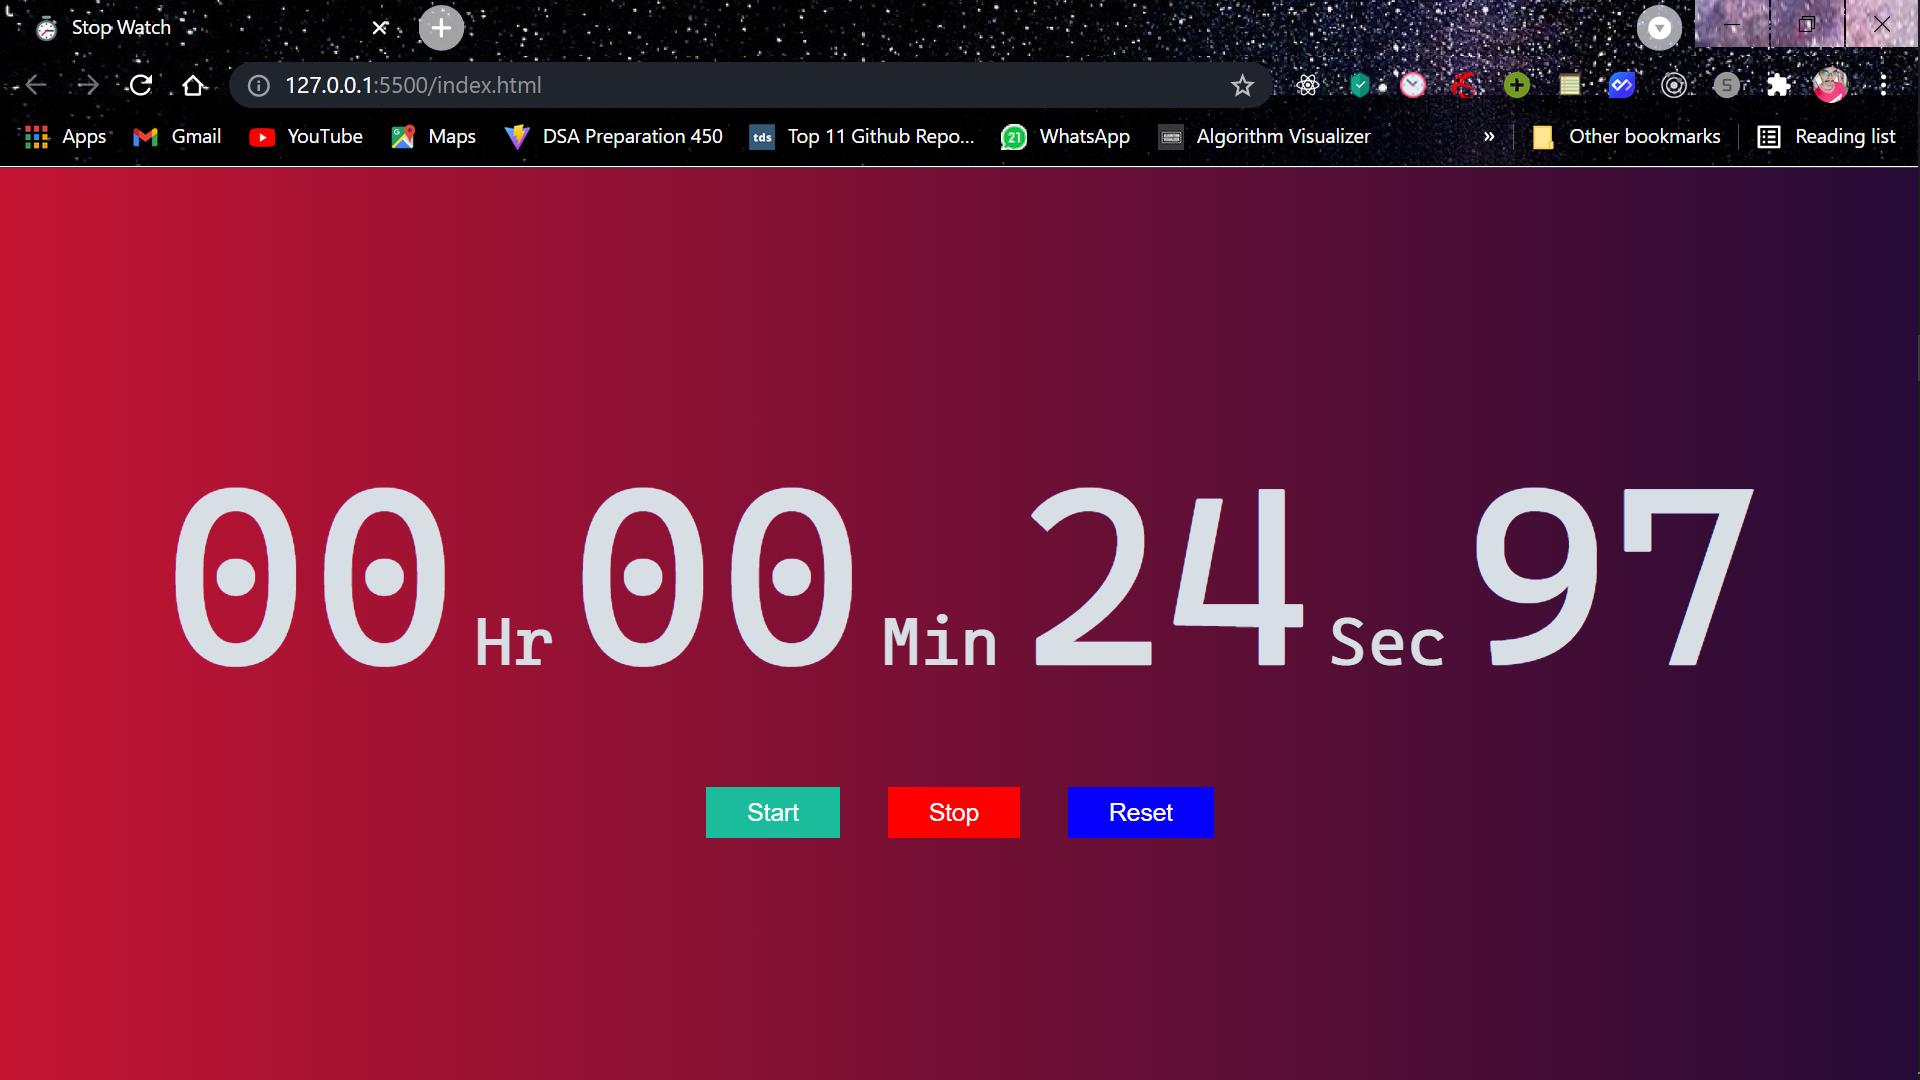 Stop Watch
127.0.0.1:5500/index.html
S
Apps Gmail YouTube Maps DSA Preparation 450 tds Top 11 Github Repo... 21 WhatsApp Algorithm Visualizer » Other bookmarks Reading list
00 Hr 00 Min 24 Sec 97
Start Stop Reset